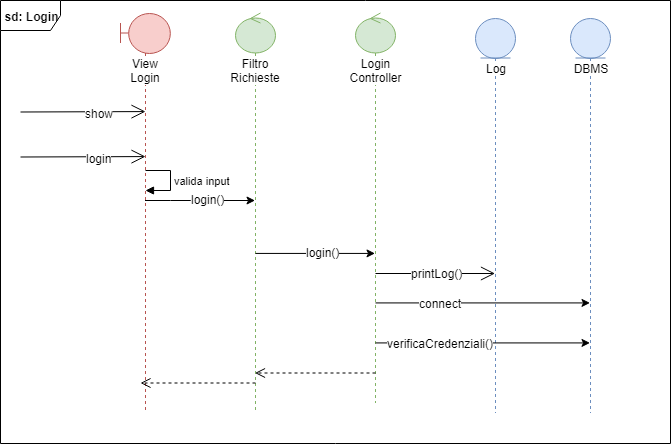 sd: Login
View
Login
Filtro
Richieste
Login
Controller
Log
DBMS
show
login
valida input
login()
login()
printLog()
connect
verificaCredenziali()